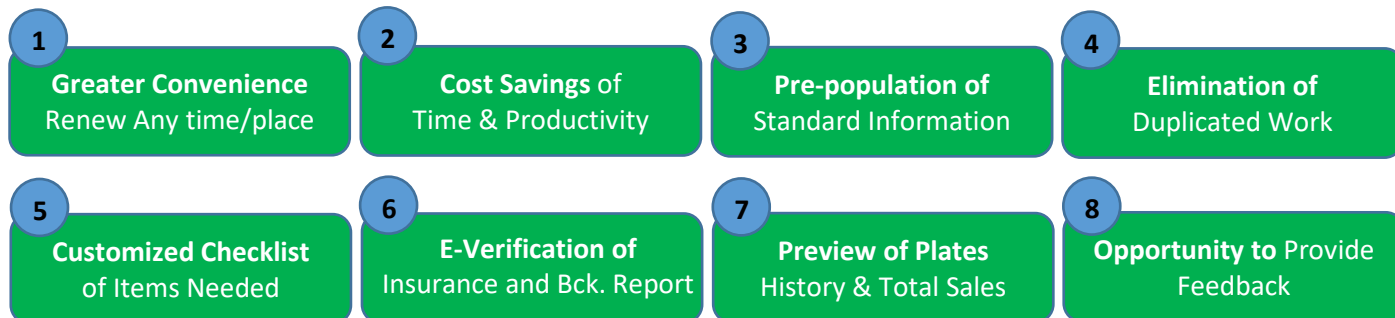 1
Greater Convenience
Renew Any time/place
2
Cost Savings of
Time & Productivity
3
Pre-population of
Standard Information
4
Elimination of
Duplicated Work
5
Customized Checklist
of Items Needed
6
E-Verification of
Insurance and Bck. Report
7
Preview of Plates
History & Total Sales
8
Opportunity to Provide
Feedback